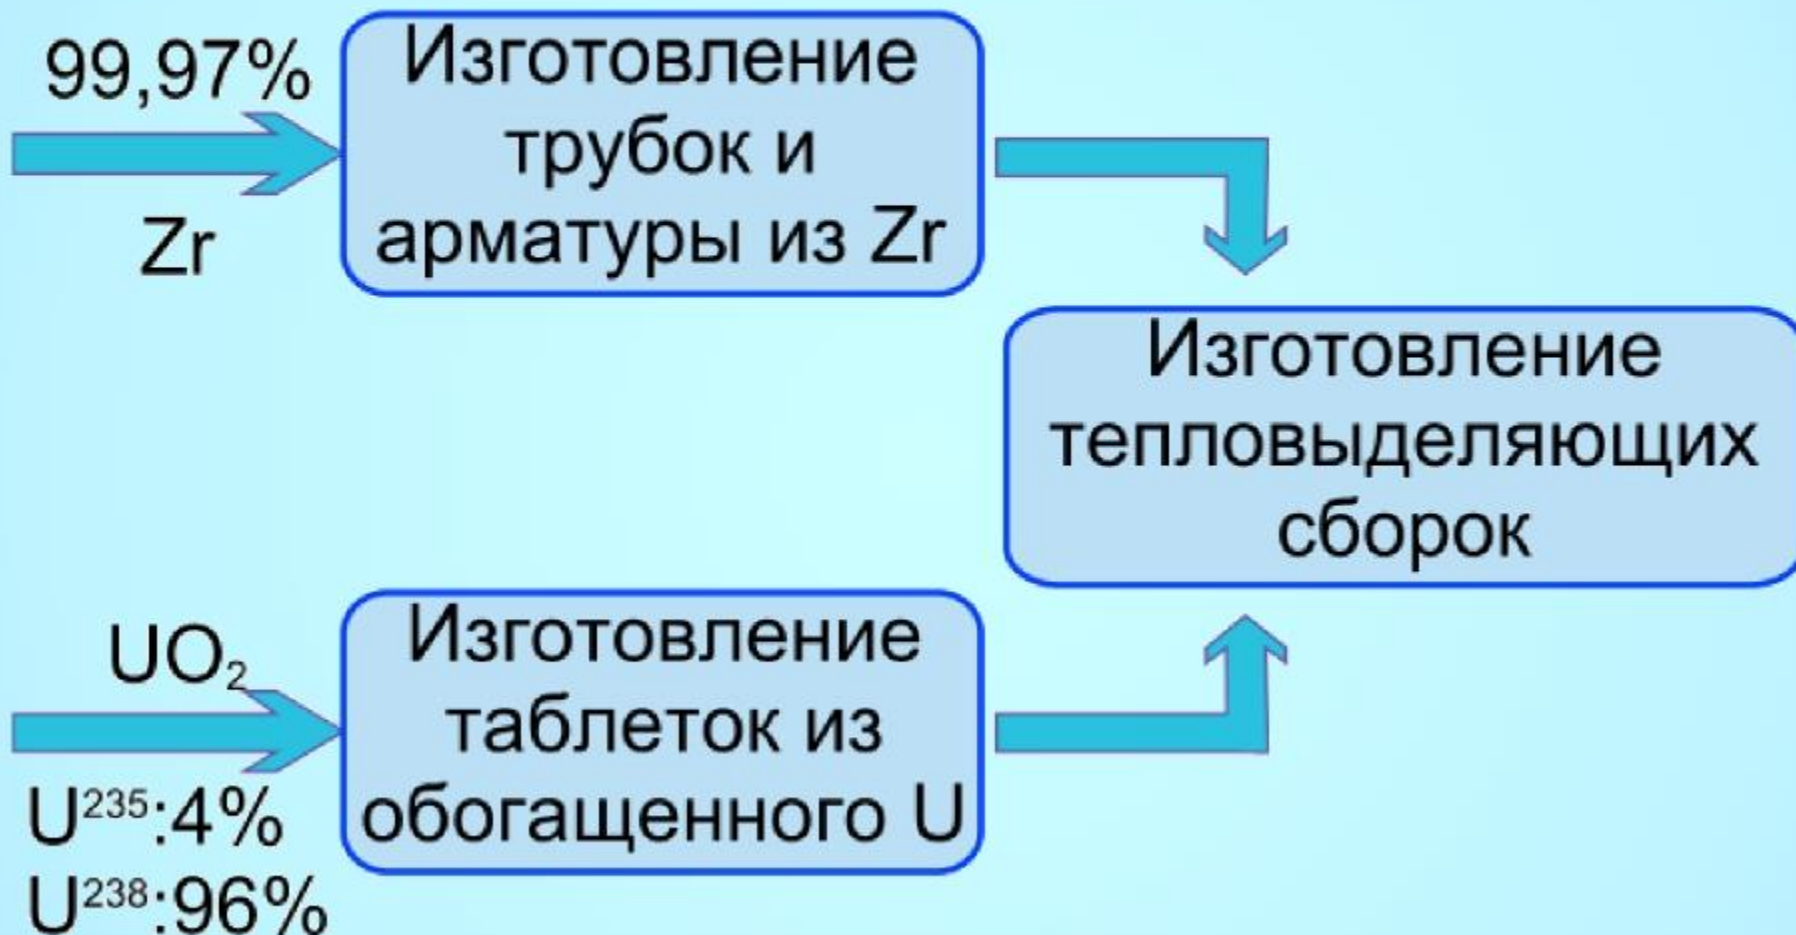 99,97%
Zr
Изготовление
трубок и
арматуры из Zr
Изготовление
тепловыделяющих
сборок
UO₂
U²³⁵:4%
U²³⁸:96%
Изготовление
таблеток из
обогащенного U